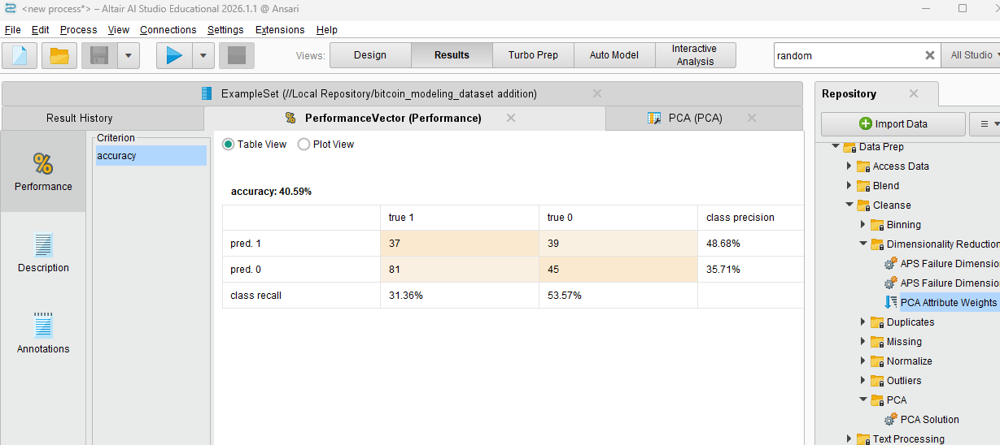 <new process*> – Altair AI Studio Educational 2026.1.1 @ Ansari
File Edit Process View Connections Settings Extensions Help
Views: Design Results Turbo Prep Auto Model Interactive Analysis random All Studio
ExampleSet (//Local Repository/bitcoin_modeling_dataset addition)
Result History PerformanceVector (Performance) PCA (PCA)
Performance
Description
Annotations
Criterion
accuracy
Table View Plot View
accuracy: 40.59%
true 1 true 0 class precision
pred. 1 37 39 48.68%
pred. 0 81 45 35.71%
class recall 31.36% 53.57%
Repository
Import Data
Data Prep
Access Data
Blend
Cleanse
Binning
Dimensionality Reduction
APS Failure Dimensio
APS Failure Dimensio
PCA Attribute Weights
Duplicates
Missing
Normalize
Outliers
PCA
PCA Solution
Text Processing